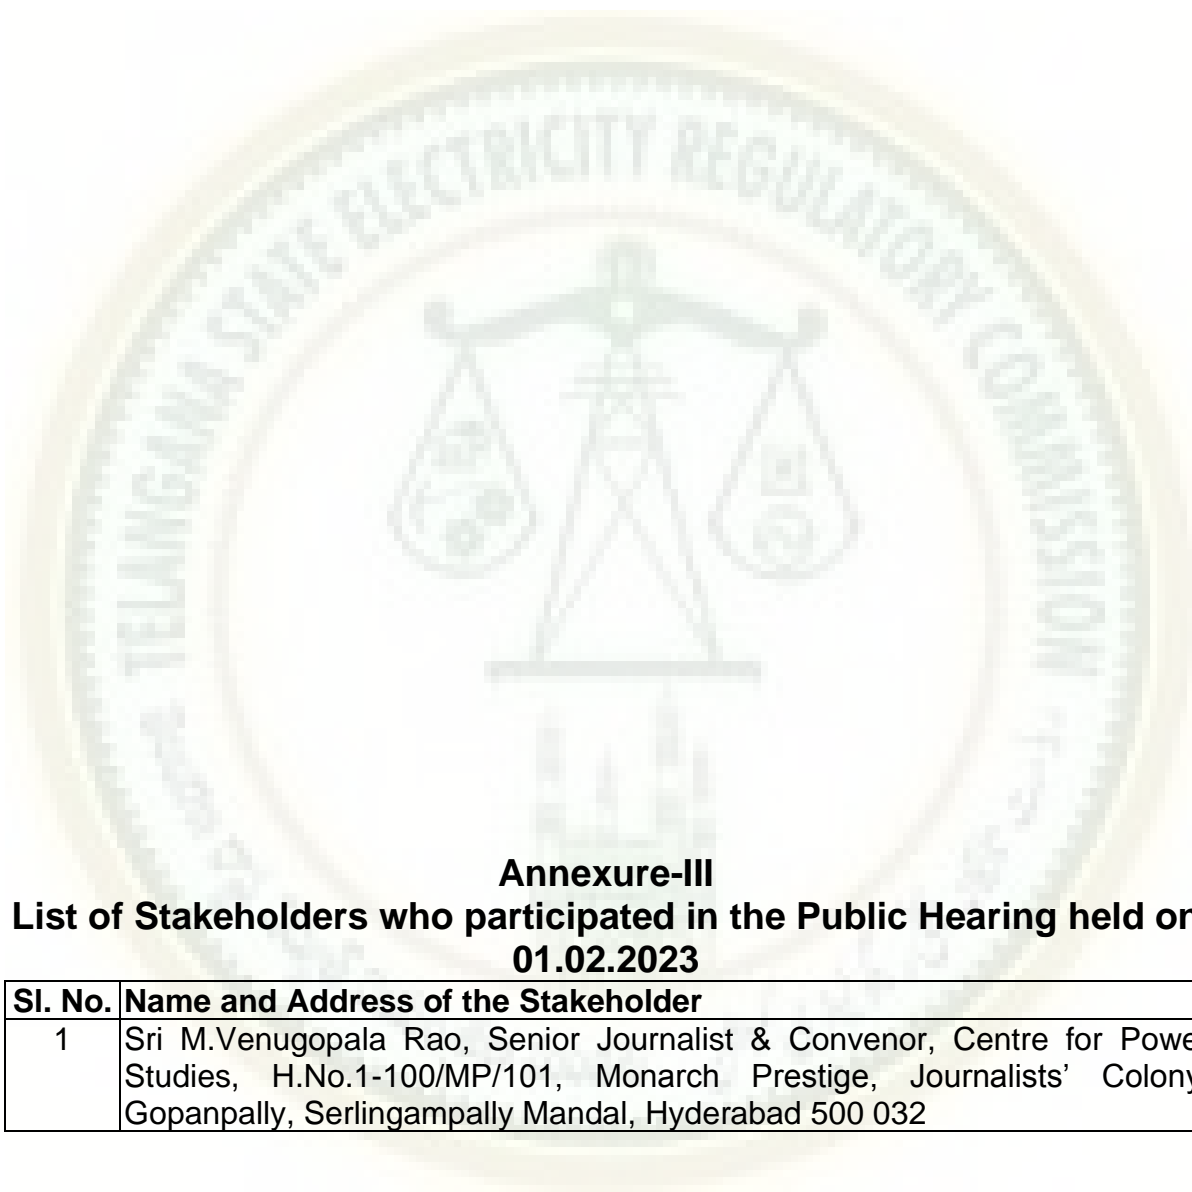 TELANGANA STATE ELECTRICITY REGULATORY COMMISSION
Annexure-III
List of Stakeholders who participated in the Public Hearing held on
01.02.2023
Sl. No. Name and Address of the Stakeholder
1 Sri M.Venugopala Rao, Senior Journalist & Convenor, Centre for Powe
Studies, H.No.1-100/MP/101, Monarch Prestige, Journalists’ Colony
Gopanpally, Serlingampally Mandal, Hyderabad 500 032